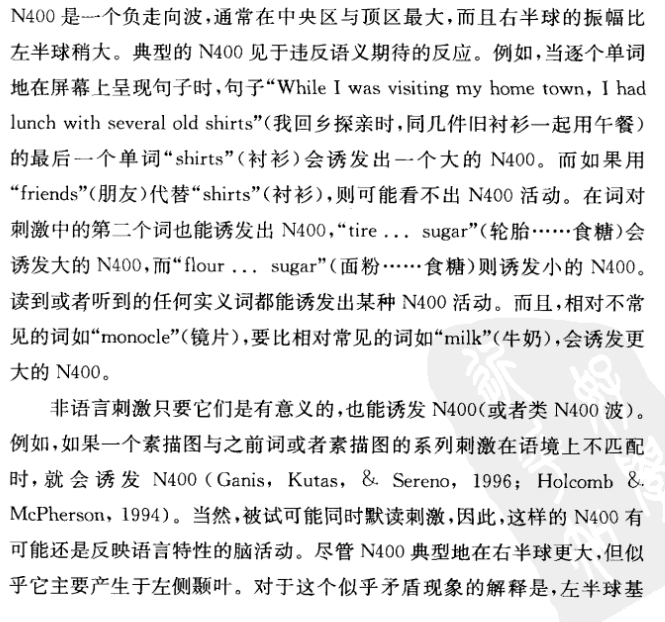 N400 是一个负走向波,通常在中央区与顶区最大,而且右半球的振幅比
左半球稍大。典型的 N400 见于违反语义期待的反应。例如,当逐个单词
地在屏幕上呈现句子时,句子“While I was visiting my home town, I had
lunch with several old shirts”(我回乡探亲时,同几件旧衬衫一起用午餐)
的最后一个单词“shirts”(衬衫)会诱发出一个大的 N400。而如果用
“friends”(朋友)代替“shirts”(衬衫),则可能看不出 N400 活动。在词对
刺激中的第二个词也能诱发出 N400,“tire ... sugar”(轮胎……食糖)会
诱发大的 N400,而“flour ... sugar”(面粉……食糖)则诱发小的 N400。
读到或者听到的任何实义词都能诱发出某种 N400 活动。而且,相对不常
见的词如“monocle”(镜片),要比相对常见的词如“milk”(牛奶),会诱发更
大的 N400。
非语言刺激只要它们是有意义的,也能诱发 N400(或者类 N400 波)。
例如,如果一个素描图与之前词或者素描图的系列刺激在语境上不匹配
时,就会诱发 N400 (Ganis, Kutas, & Sereno, 1996; Holcomb &
McPherson, 1994)。当然,被试可能同时默读刺激,因此,这样的 N400 有
可能还是反映语言特性的脑活动。尽管 N400 典型地在右半球更大,但似
乎它主要产生于左侧颞叶。对于这个似乎矛盾现象的解释是,左半球基